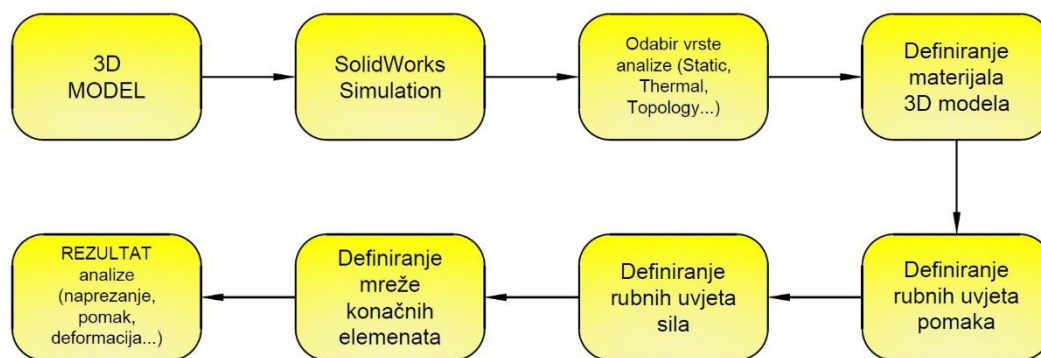 3D
MODEL
SolidWorks
Simulation
Odabir vrste
analize (Static,
Thermal,
Topology...)
Definiranje
materijala
3D modela
Definiranje
rubnih uvjeta
pomaka
Definiranje
rubnih uvjeta
sila
Definiranje
mreže
konačnih
elemenata
REZULTAT
analize
(naprezanje,
pomak,
deformacija...)